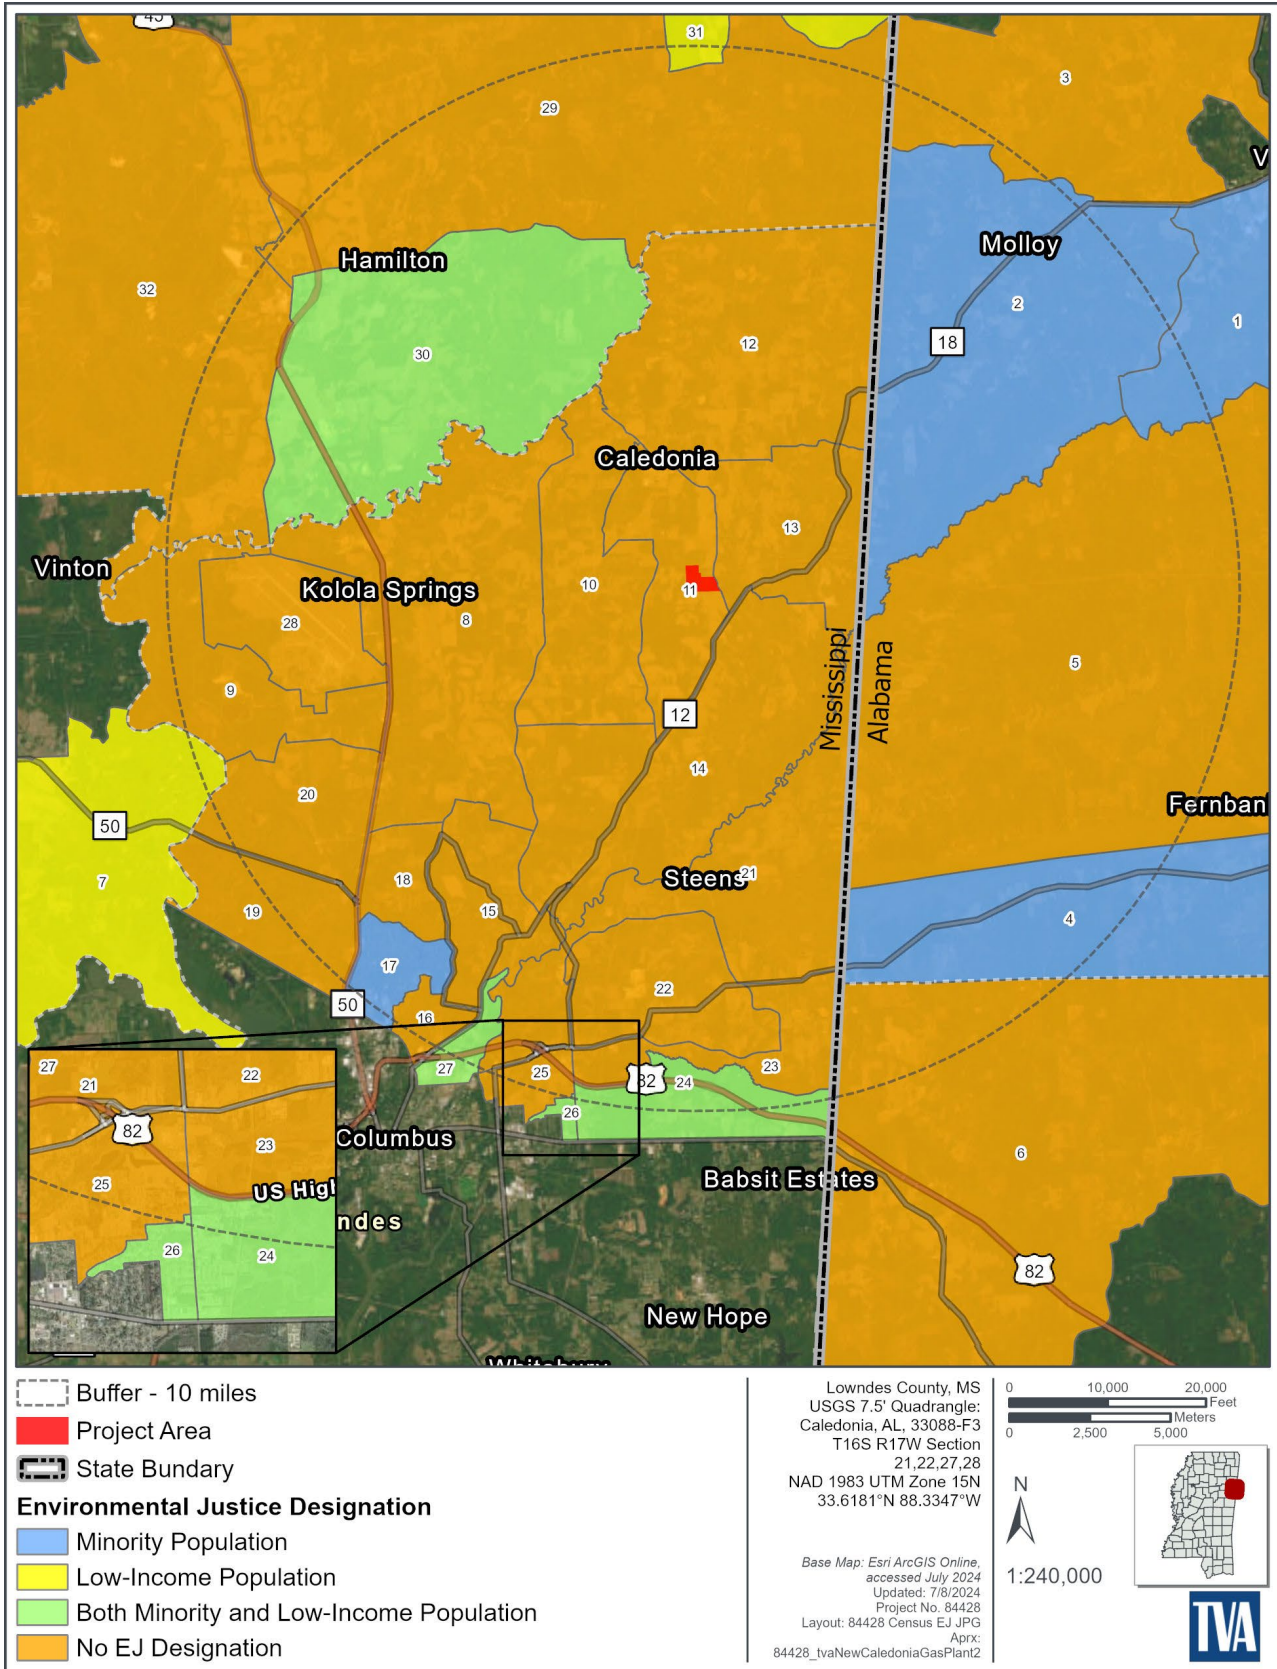 45
31
3
29
V
Molloy
Hamilton
32
2
1
12
18
30
Caledonia
13
Vinton
Kolola Springs
10
11
8
28
Mississippi
Alabama
5
9
12
14
20
50
Fernban
7
Steens
21
18
15
19
4
17
22
50
16
27
25
82
24
23
26
27
21
22
82
23
25
US Higl
26
24
Columbus
ndes
Babsit Estates
6
82
New Hope
Whitebury
Buffer - 10 miles
Project Area
State Bundary
Environmental Justice Designation
Minority Population
Low-Income Population
Both Minority and Low-Income Population
No EJ Designation
Lowndes County, MS
USGS 7.5' Quadrangle:
Caledonia, AL, 33088-F3
T16S R17W Section
21,22,27,28
NAD 1983 UTM Zone 15N
33.6181°N 88.3347°W
Base Map: Esri ArcGIS Online,
accessed July 2024
Updated: 7/8/2024
Project No. 84428
Layout: 84428 Census EJ JPG
Aprx:
84428_tvaNewCaledoniaGasPlant2
0 10,000 20,000
Feet
Meters
0 2,500 5,000
N
1:240,000
TVA